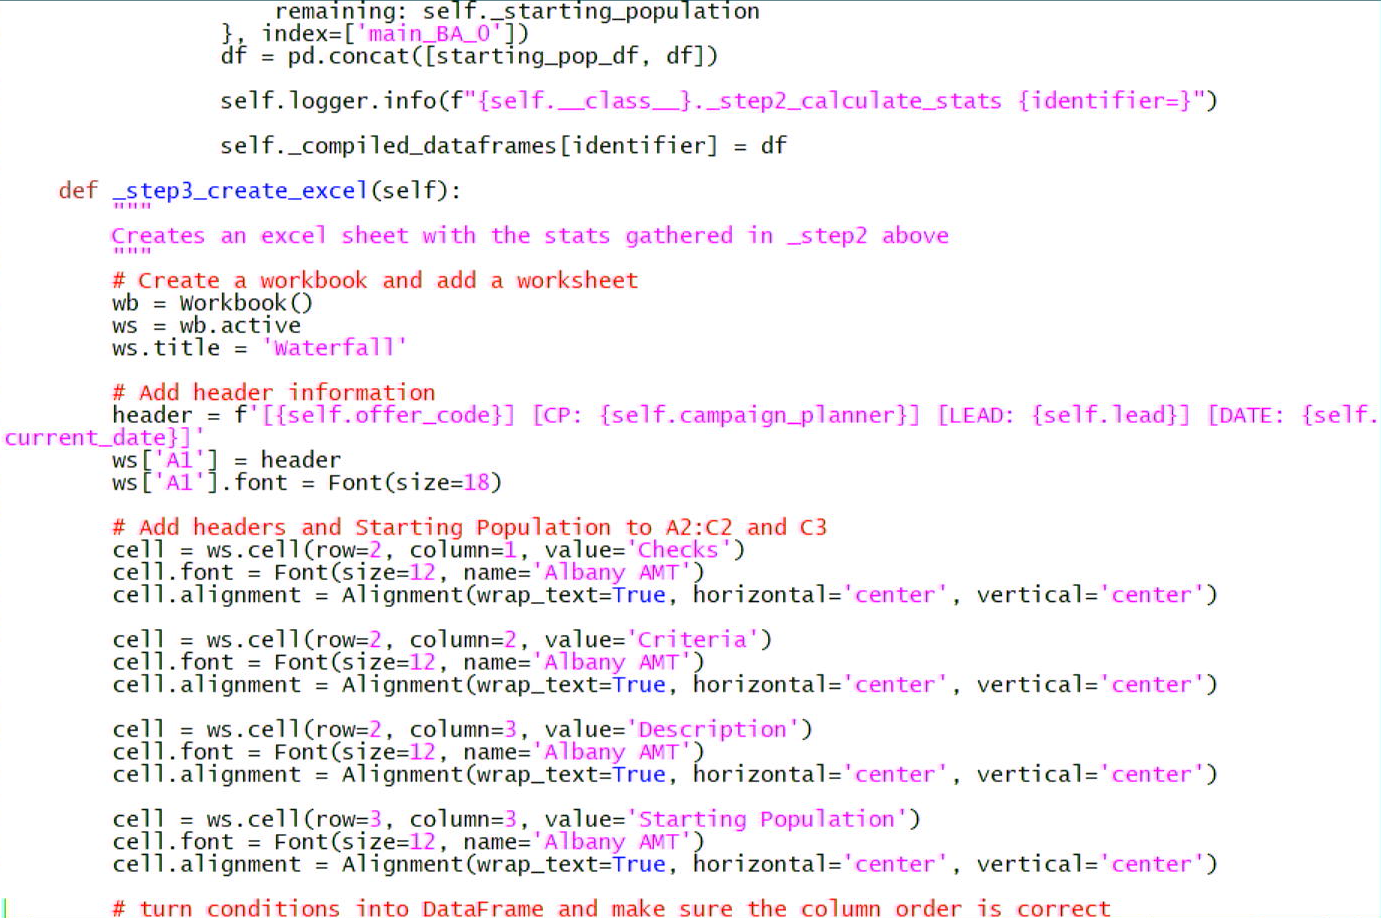 remaining: self._starting_population
                }, index=['main_BA_0'])
                df = pd.concat([starting_pop_df, df])

                self.logger.info(f"{self.__class__}._step2_calculate_stats {identifier=}")

                self._compiled_dataframes[identifier] = df

    def _step3_create_excel(self):
        """
        Creates an excel sheet with the stats gathered in _step2 above
        """
        # Create a workbook and add a worksheet
        wb = Workbook()
        ws = wb.active
        ws.title = 'Waterfall'

        # Add header information
        header = f'[{self.offer_code}] [CP: {self.campaign_planner}] [LEAD: {self.lead}] [DATE: {self.
current_date}]'
        ws['A1'] = header
        ws['A1'].font = Font(size=18)

        # Add headers and Starting Population to A2:C2 and C3
        cell = ws.cell(row=2, column=1, value='Checks')
        cell.font = Font(size=12, name='Albany AMT')
        cell.alignment = Alignment(wrap_text=True, horizontal='center', vertical='center')

        cell = ws.cell(row=2, column=2, value='Criteria')
        cell.font = Font(size=12, name='Albany AMT')
        cell.alignment = Alignment(wrap_text=True, horizontal='center', vertical='center')

        cell = ws.cell(row=2, column=3, value='Description')
        cell.font = Font(size=12, name='Albany AMT')
        cell.alignment = Alignment(wrap_text=True, horizontal='center', vertical='center')

        cell = ws.cell(row=3, column=3, value='Starting Population')
        cell.font = Font(size=12, name='Albany AMT')
        cell.alignment = Alignment(wrap_text=True, horizontal='center', vertical='center')

        # turn conditions into DataFrame and make sure the column order is correct